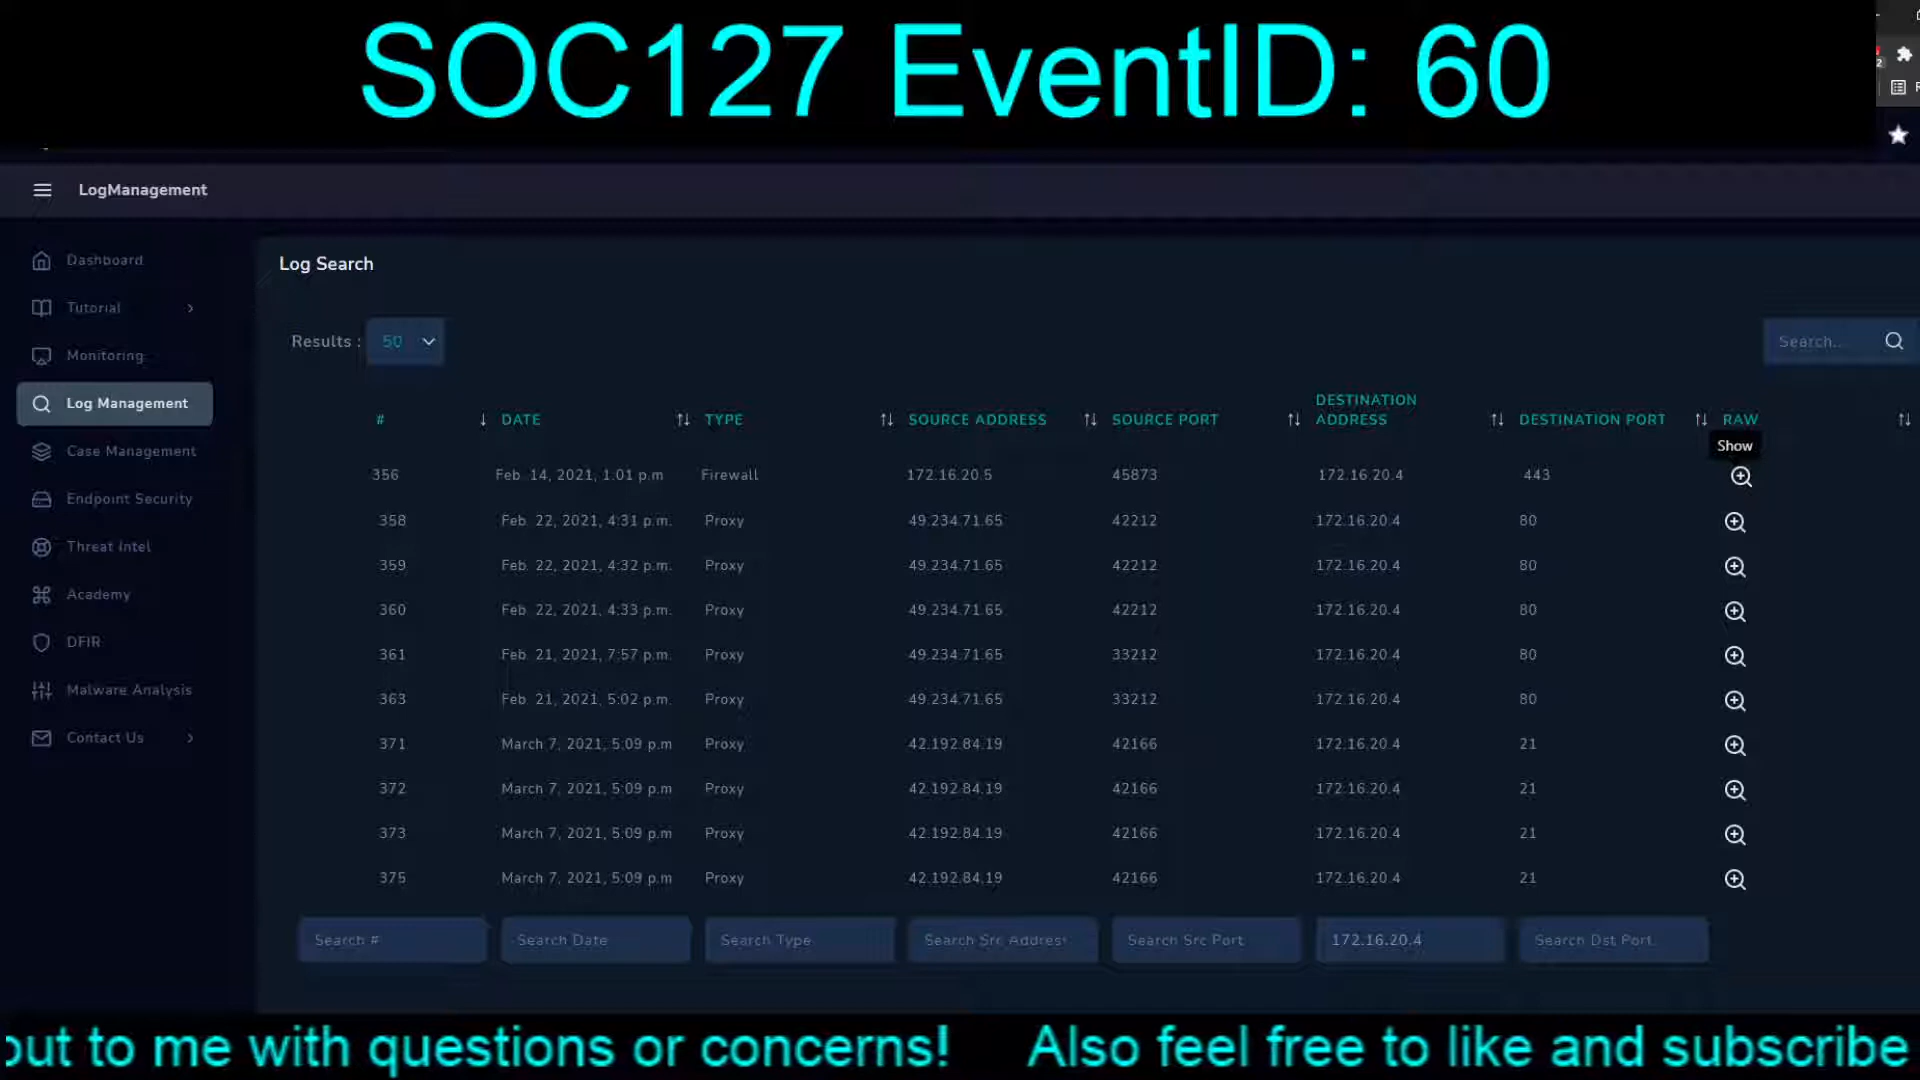 SOC127 EventID: 60
LogManagement
Dashboard
Tutorial
Monitoring
Log Management
Case Management
Endpoint Security
Threat Intel
Academy
DFIR
Malware Analysis
Contact Us
Log Search
Results : 50
Search...
# DATE TYPE SOURCE ADDRESS SOURCE PORT DESTINATION ADDRESS DESTINATION PORT RAW
Show
356 Feb. 14, 2021, 1:01 p.m Firewall 172.16.20.5 45873 172.16.20.4 443
358 Feb. 22, 2021, 4:31 p.m. Proxy 49.234.71.65 42212 172.16.20.4 80
359 Feb. 22, 2021, 4:32 p.m. Proxy 49.234.71.65 42212 172.16.20.4 80
360 Feb. 22, 2021, 4:33 p.m. Proxy 49.234.71.65 42212 172.16.20.4 80
361 Feb. 21, 2021, 7:57 p.m. Proxy 49.234.71.65 33212 172.16.20.4 80
363 Feb. 21, 2021, 5:02 p.m. Proxy 49.234.71.65 33212 172.16.20.4 80
371 March 7, 2021, 5:09 p.m Proxy 42.192.84.19 42166 172.16.20.4 21
372 March 7, 2021, 5:09 p.m Proxy 42.192.84.19 42166 172.16.20.4 21
373 March 7, 2021, 5:09 p.m Proxy 42.192.84.19 42166 172.16.20.4 21
375 March 7, 2021, 5:09 p.m Proxy 42.192.84.19 42166 172.16.20.4 21
Search # Search Date Search Type Search Src Address Search Src Port 172.16.20.4 Search Dst Port
out to me with questions or concerns! Also feel free to like and subscribe